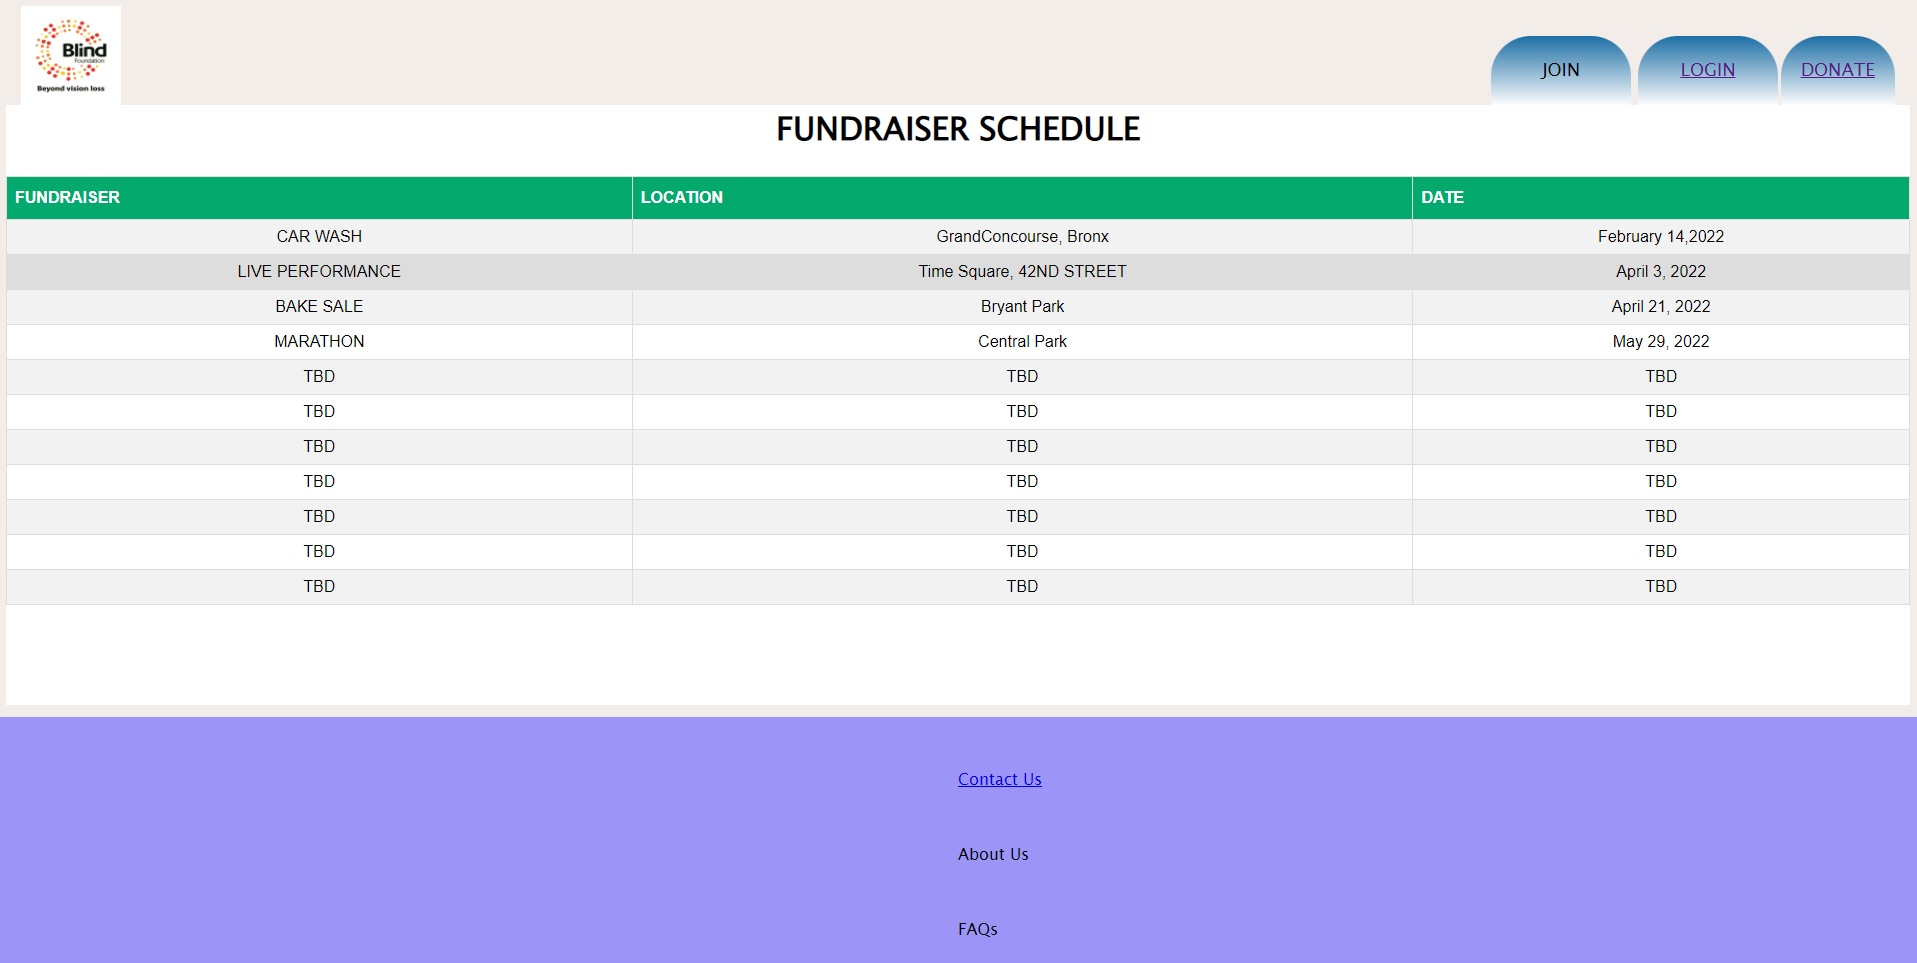 Blind
Foundation
Beyond vision loss
JOIN LOGIN DONATE
FUNDRAISER SCHEDULE
FUNDRAISER LOCATION DATE
CAR WASH GrandConcourse, Bronx February 14,2022
LIVE PERFORMANCE Time Square, 42ND STREET April 3, 2022
BAKE SALE Bryant Park April 21, 2022
MARATHON Central Park May 29, 2022
TBD TBD TBD
TBD TBD TBD
TBD TBD TBD
TBD TBD TBD
TBD TBD TBD
TBD TBD TBD
TBD TBD TBD
Contact Us
About Us
FAQs